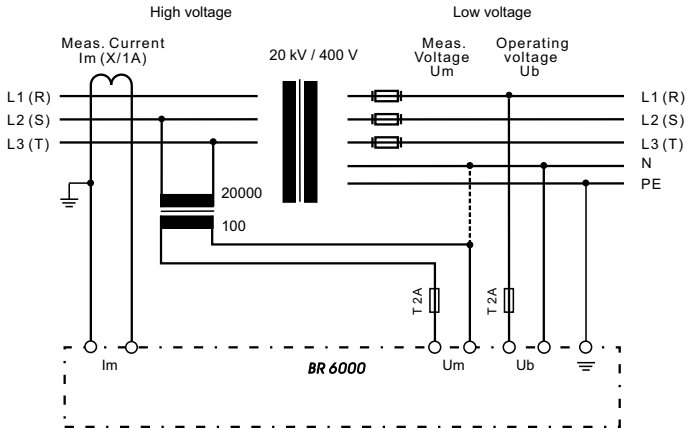 High voltage
Low voltage
Meas. Current
Im (X/1A)
20 kV / 400 V
Meas.
Voltage
Um
Operating
voltage
Ub
L1 (R)
L1 (R)
L2 (S)
L2 (S)
L3 (T)
L3 (T)
N
PE
20000
100
T 2A
T 2A
Im
BR 6000
Um
Ub